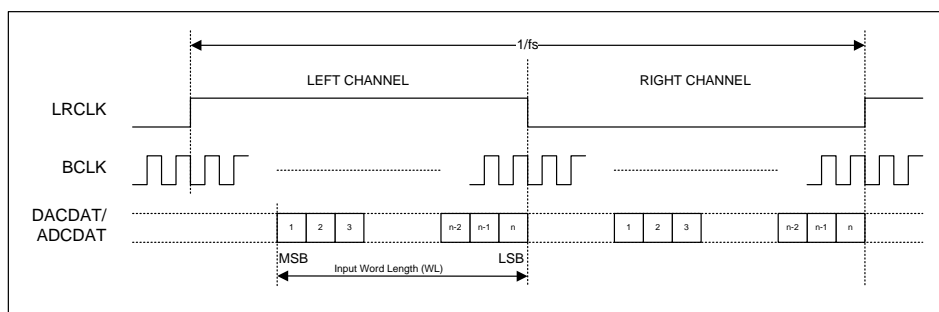 1/fs
LEFT CHANNEL
RIGHT CHANNEL
LRCLK
BCLK
DACDAT/
ADCDAT
1 2 3 n-2 n-1 n 1 2 3 n-2 n-1 n
MSB LSB
Input Word Length (WL)